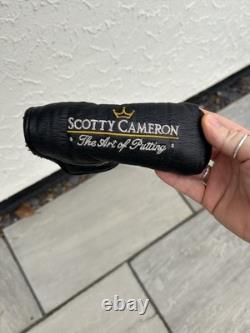 SCOTTY CAMERON
· The Art of Putting ·